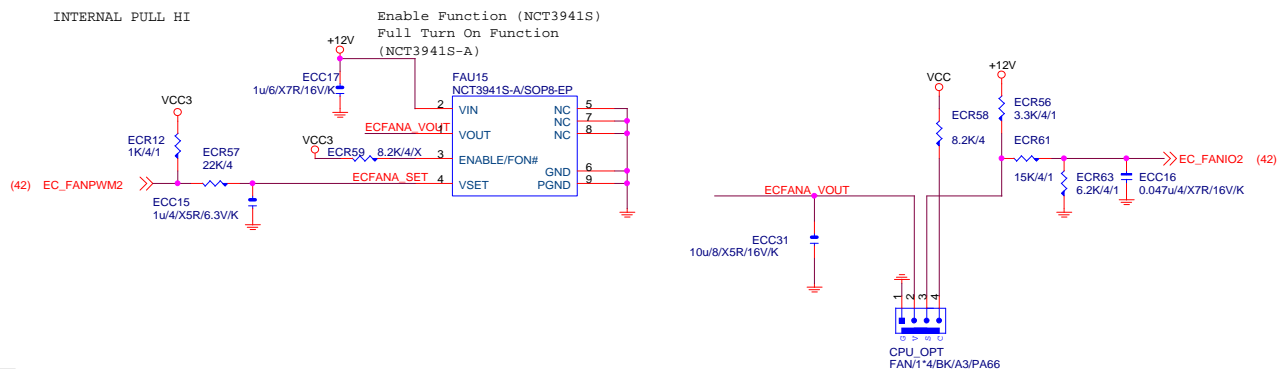 INTERNAL PULL HI
Enable Function (NCT3941S)
Full Turn On Function
(NCT3941S-A)
+12V
ECC17
1u/6/X7R/16V/K
FAU15
NCT3941S-A/SOP8-EP
VCC3
ECR12
1K/4/1
ECR57
22K/4
(42) EC_FANPWM2
ECC15
1u/4/X5R/6.3V/K
ECFANA_VOUT
VCC3
ECR59
8.2K/4/X
ECFANA_SET
2 VIN
1 VOUT
3 ENABLE/FON#
4 VSET
NC 5
NC 7
NC 8
GND 6
PGND 9
VCC
+12V
ECR58
8.2K/4
ECR56
3.3K/4/1
ECR61
15K/4/1
EC_FANIO2 (42)
ECR63
6.2K/4/1
ECC16
0.047u/4/X7R/16V/K
ECFANA_VOUT
ECC31
10u/8/X5R/16V/K
1 2 3 4
G V S C
CPU_OPT
FAN/1*4/BK/A3/PA66